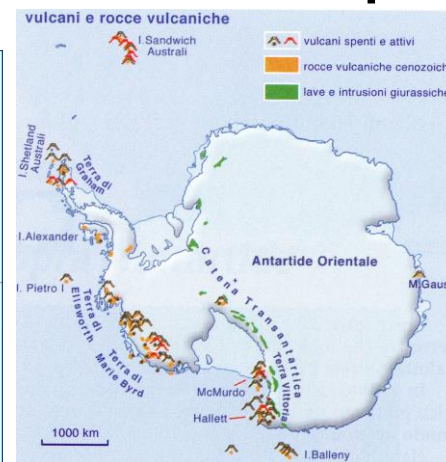 vulcani e rocce vulcaniche
I.Sandwich
Australi
vulcani spenti e attivi
rocce vulcaniche cenozoich
lave e intrusioni giurassiche
I.Shetland
Australi
Terra di
Graham
I.Alexander
I. Pietro I
Terra di
Ellsworth
Terra di
Marie Byrd
Catena Transantartica
Antartide Orientale
M.Gaus
Terra Vittoria
McMurdo
Hallett
1000 km
I.Balleny